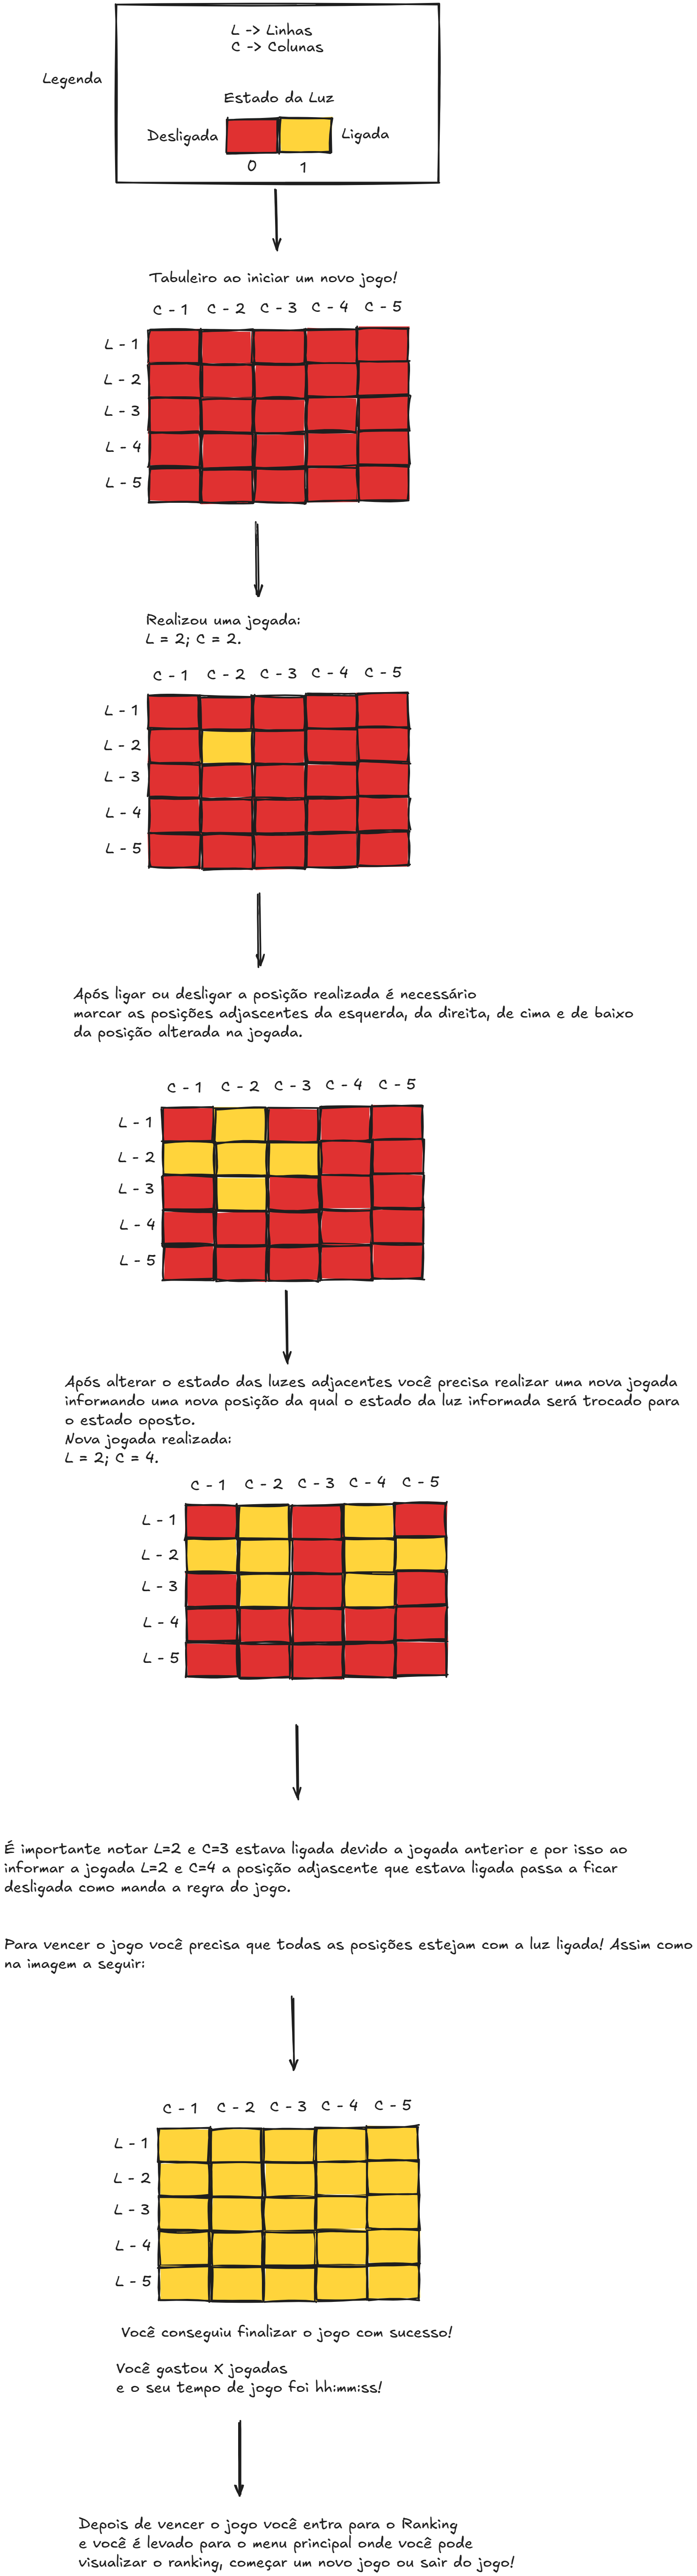 L -> Linhas
C -> Colunas
Legenda
Estado da Luz
Desligada
Ligada
0 1
Tabuleiro ao iniciar um novo jogo!
C - 1 C - 2 C - 3 C - 4 C - 5
L - 1
L - 2
L - 3
L - 4
L - 5
Realizou uma jogada:
L = 2; C = 2.
C - 1 C - 2 C - 3 C - 4 C - 5
L - 1
L - 2
L - 3
L - 4
L - 5
Após ligar ou desligar a posição realizada é necessário
marcar as posições adjascentes da esquerda, da direita, de cima e de baixo
da posição alterada na jogada.
C - 1 C - 2 C - 3 C - 4 C - 5
L - 1
L - 2
L - 3
L - 4
L - 5
Após alterar o estado das luzes adjacentes você precisa realizar uma nova jogada
informando uma nova posição da qual o estado da luz informada será trocado para
o estado oposto.
Nova jogada realizada:
L = 2; C = 4.
C - 1 C - 2 C - 3 C - 4 C - 5
L - 1
L - 2
L - 3
L - 4
L - 5
É importante notar L=2 e C=3 estava ligada devido a jogada anterior e por isso ao
informar a jogada L=2 e C=4 a posição adjascente que estava ligada passa a ficar
desligada como manda a regra do jogo.
Para vencer o jogo você precisa que todas as posições estejam com a luz ligada! Assim como
na imagem a seguir:
C - 1 C - 2 C - 3 C - 4 C - 5
L - 1
L - 2
L - 3
L - 4
L - 5
Você conseguiu finalizar o jogo com sucesso!
Você gastou X jogadas
e o seu tempo de jogo foi hh:mm:ss!
Depois de vencer o jogo você entra para o Ranking
e você é levado para o menu principal onde você pode
visualizar o ranking, começar um novo jogo ou sair do jogo!